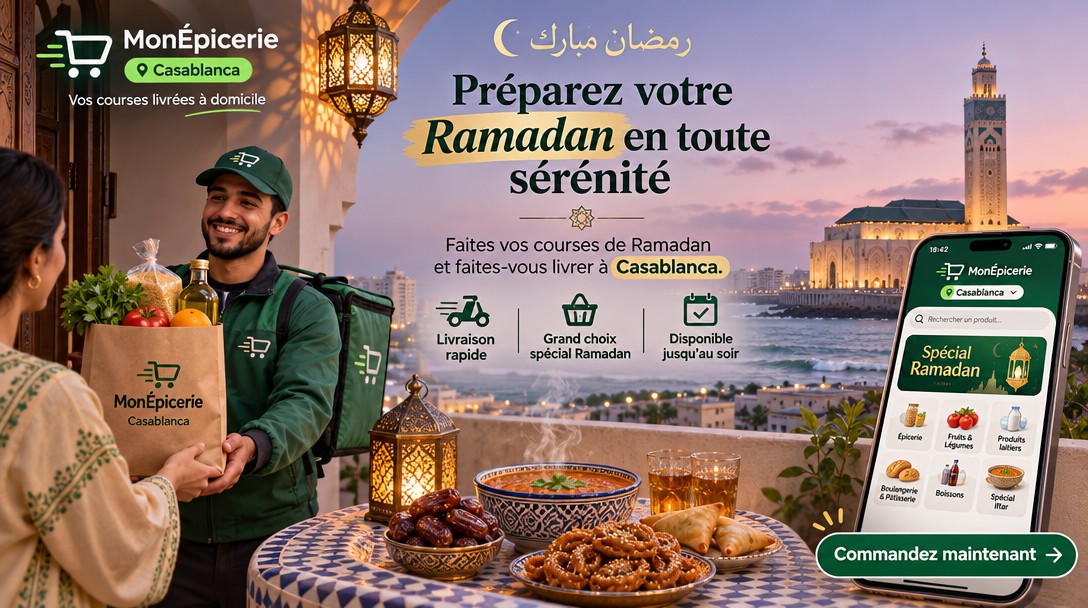 MonÉpicerie
Casablanca
Vos courses livrées à domicile
رمضان مبارك
Préparez votre
Ramadan en toute
sérénité
Faites vos courses de Ramadan
et faites-vous livrer à Casablanca.
Livraison
rapide
Grand choix
spécial Ramadan
Disponible
jusqu'au soir
MonÉpicerie
Casablanca
16:42
MonÉpicerie
Casablanca
Rechercher un produit...
Spécial
Ramadan
Épicerie
Fruits &
Légumes
Produits
laitiers
Boulangerie
& Pâtisserie
Boissons
Spécial
Iftar
Commandez maintenant →